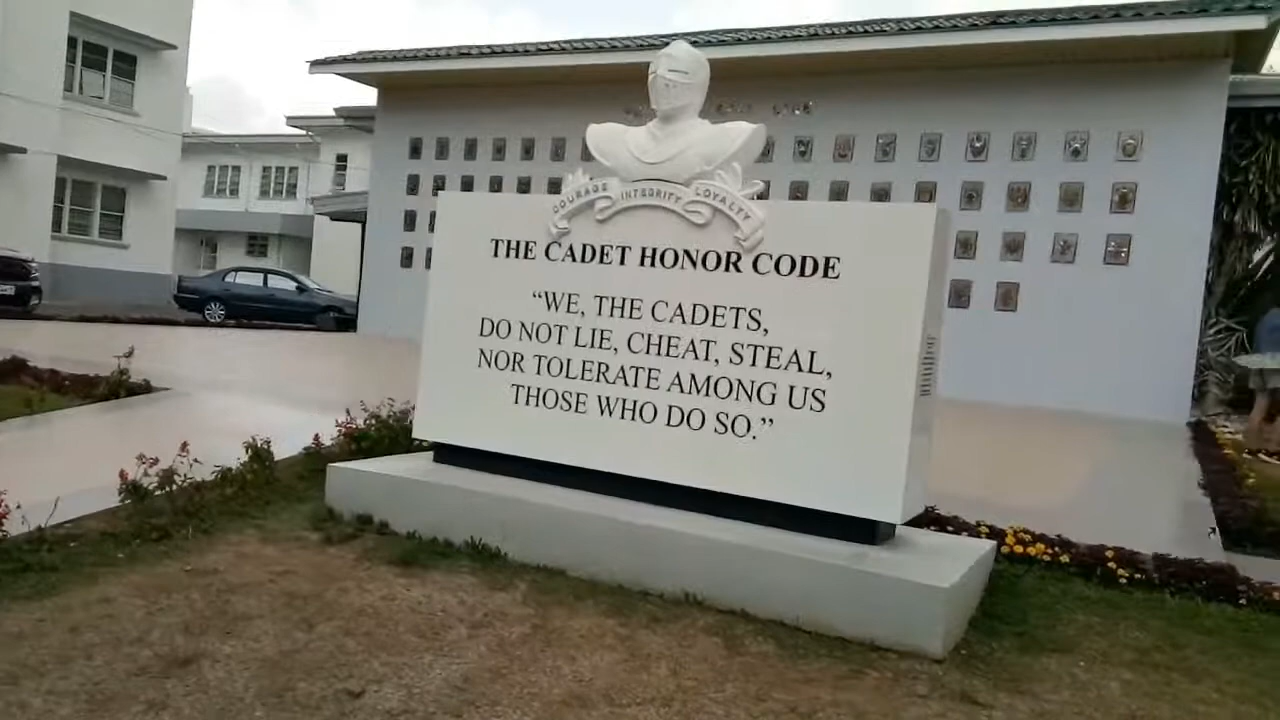 COURAGE INTEGRITY LOYALTY
THE CADET HONOR CODE
“WE, THE CADETS,
DO NOT LIE, CHEAT, STEAL,
NOR TOLERATE AMONG US
THOSE WHO DO SO.”